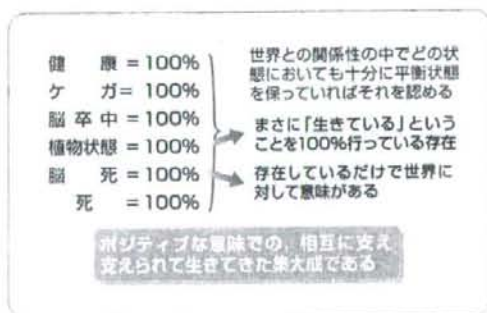 健　康 = 100%
ケ　ガ = 100%
脳 卒 中 = 100%
植物状態 = 100%
脳　死 = 100%
死 = 100%
世界との関係性の中でどの状
態においても十分に平衡状態
を保っていればそれを認める
まさに「生きている」という
ことを100%行っている存在
存在しているだけで世界に
対して意味がある
ポジティブな意味での、相互に支え
支えられて生きてきた集大成である